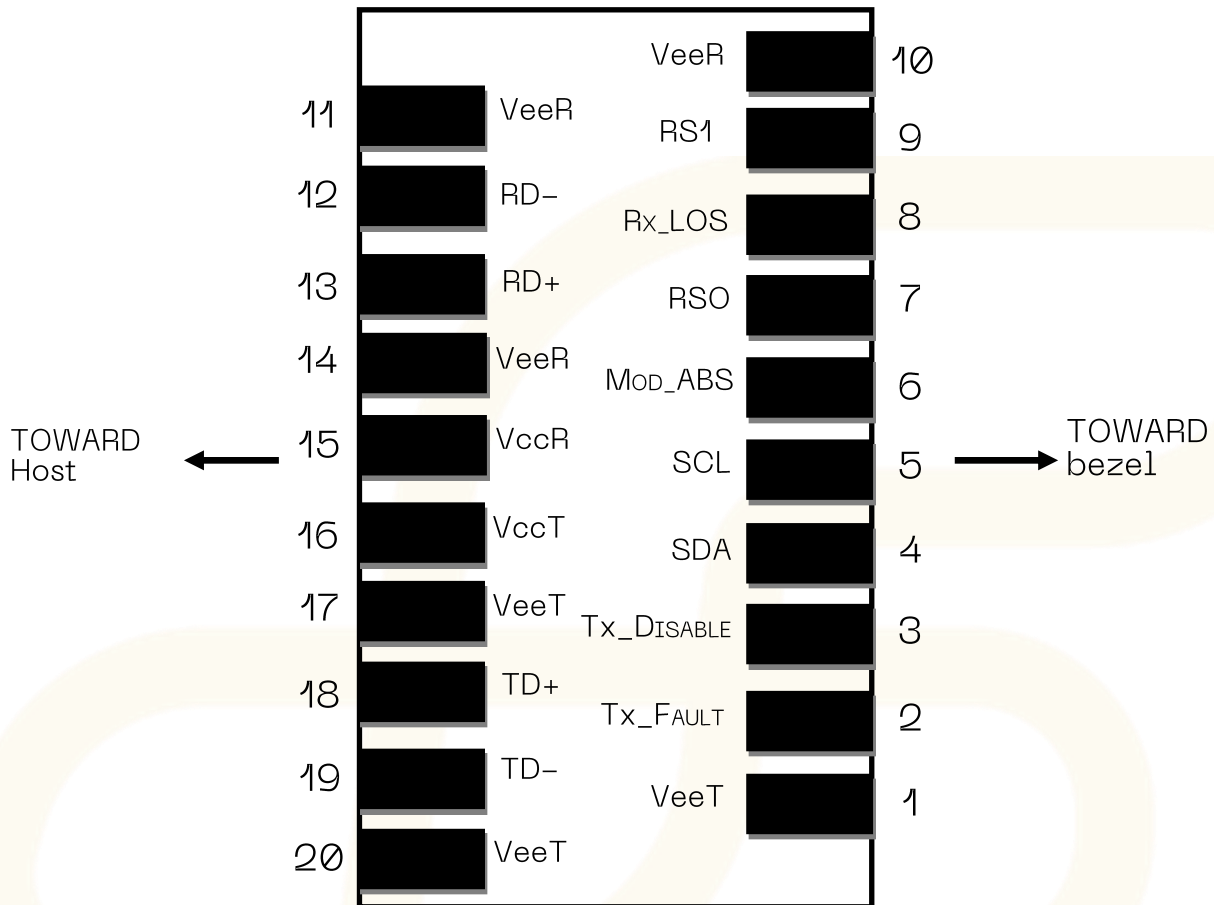 VeeR 10
11 VeeR
RS1 9
12 RD-
Rx_LOS 8
13 RD+
RSO 7
14 VeeR
Mod_ABS 6
15 VccR
TOWARD
Host
SCL 5
TOWARD
bezel
16 VccT
SDA 4
17 VeeT
Tx_Disable 3
18 TD+
Tx_Fault 2
19 TD-
VeeT 1
20 VeeT